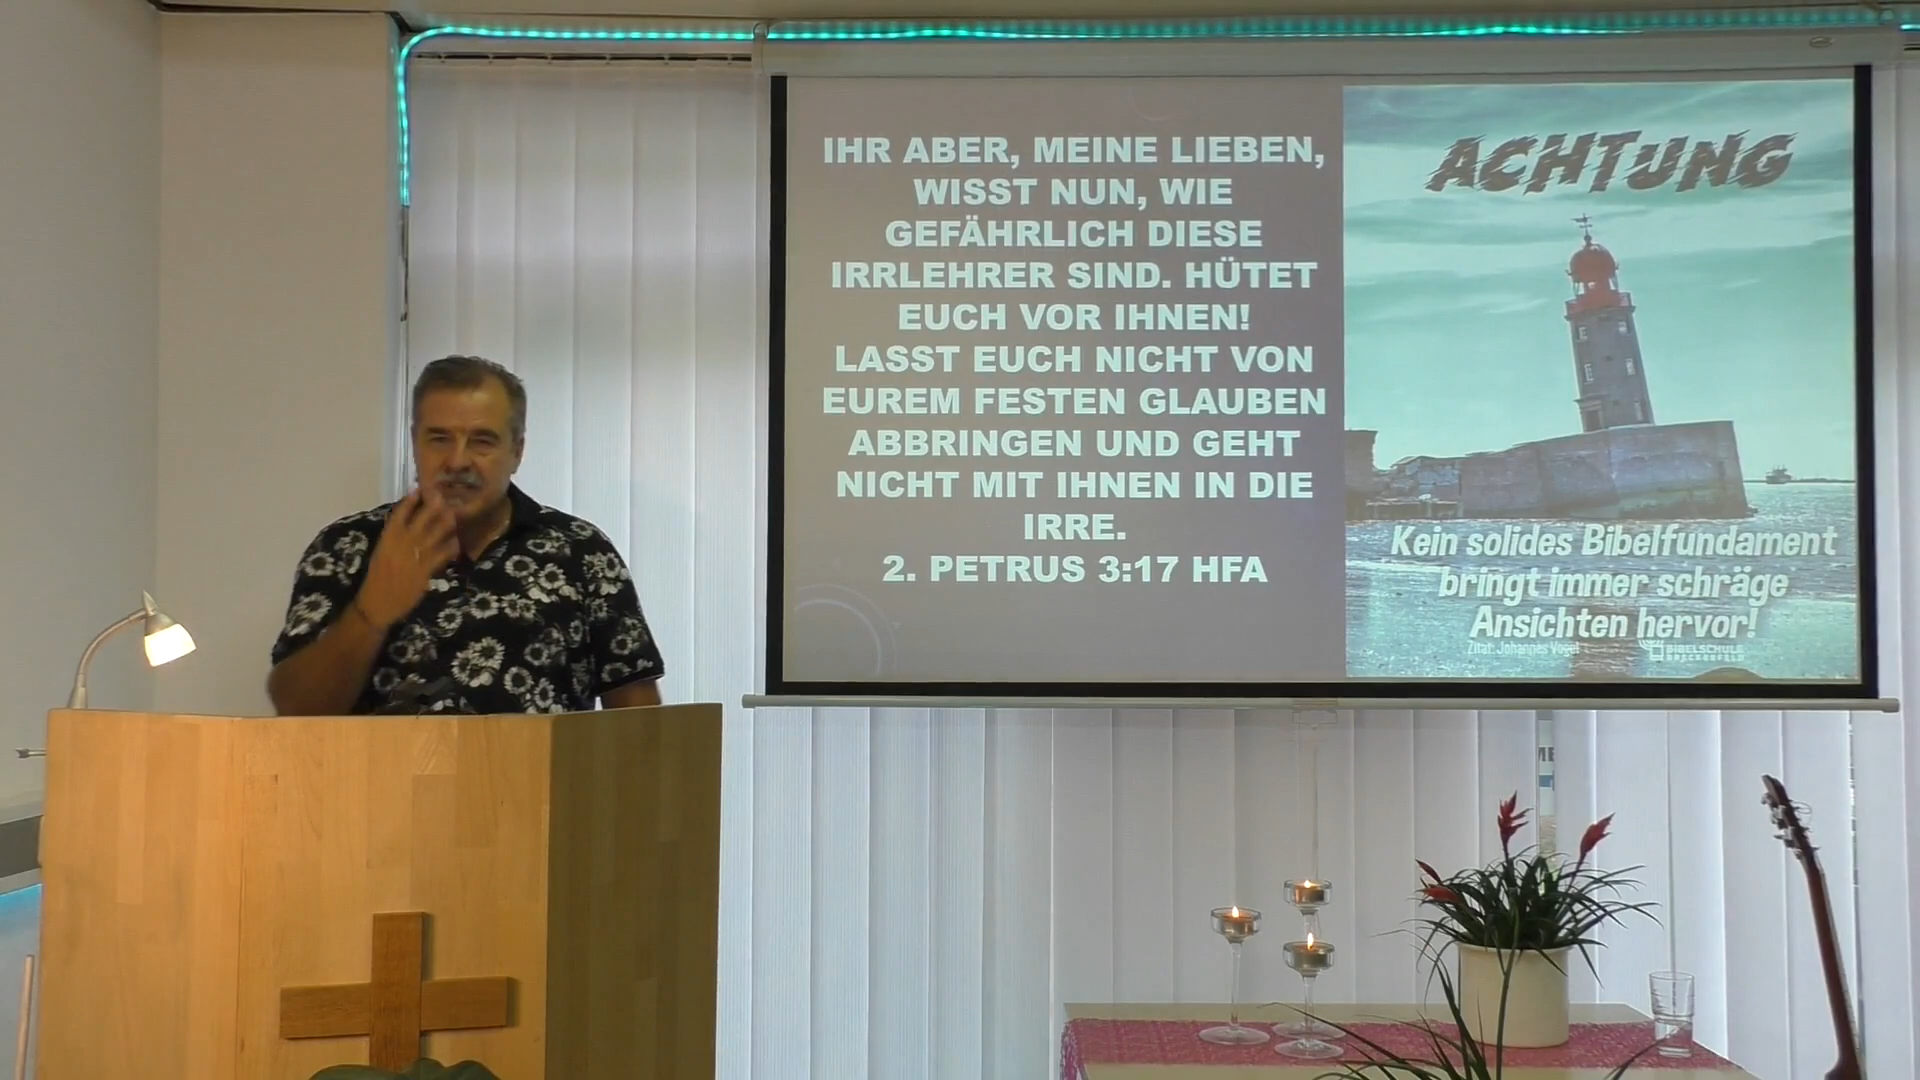 IHR ABER, MEINE LIEBEN,
WISST NUN, WIE
GEFÄHRLICH DIESE
IRRLEHRER SIND. HÜTET
EUCH VOR IHNEN!
LASST EUCH NICHT VON
EUREM FESTEN GLAUBEN
ABBRINGEN UND GEHT
NICHT MIT IHNEN IN DIE
IRRE.
2. PETRUS 3:17 HFA
ACHTUNG
Kein solides Bibelfundament
bringt immer schräge
Ansichten hervor!
Zitat: Johannes Vogel
BIBELSCHULE
BRECKERFELD